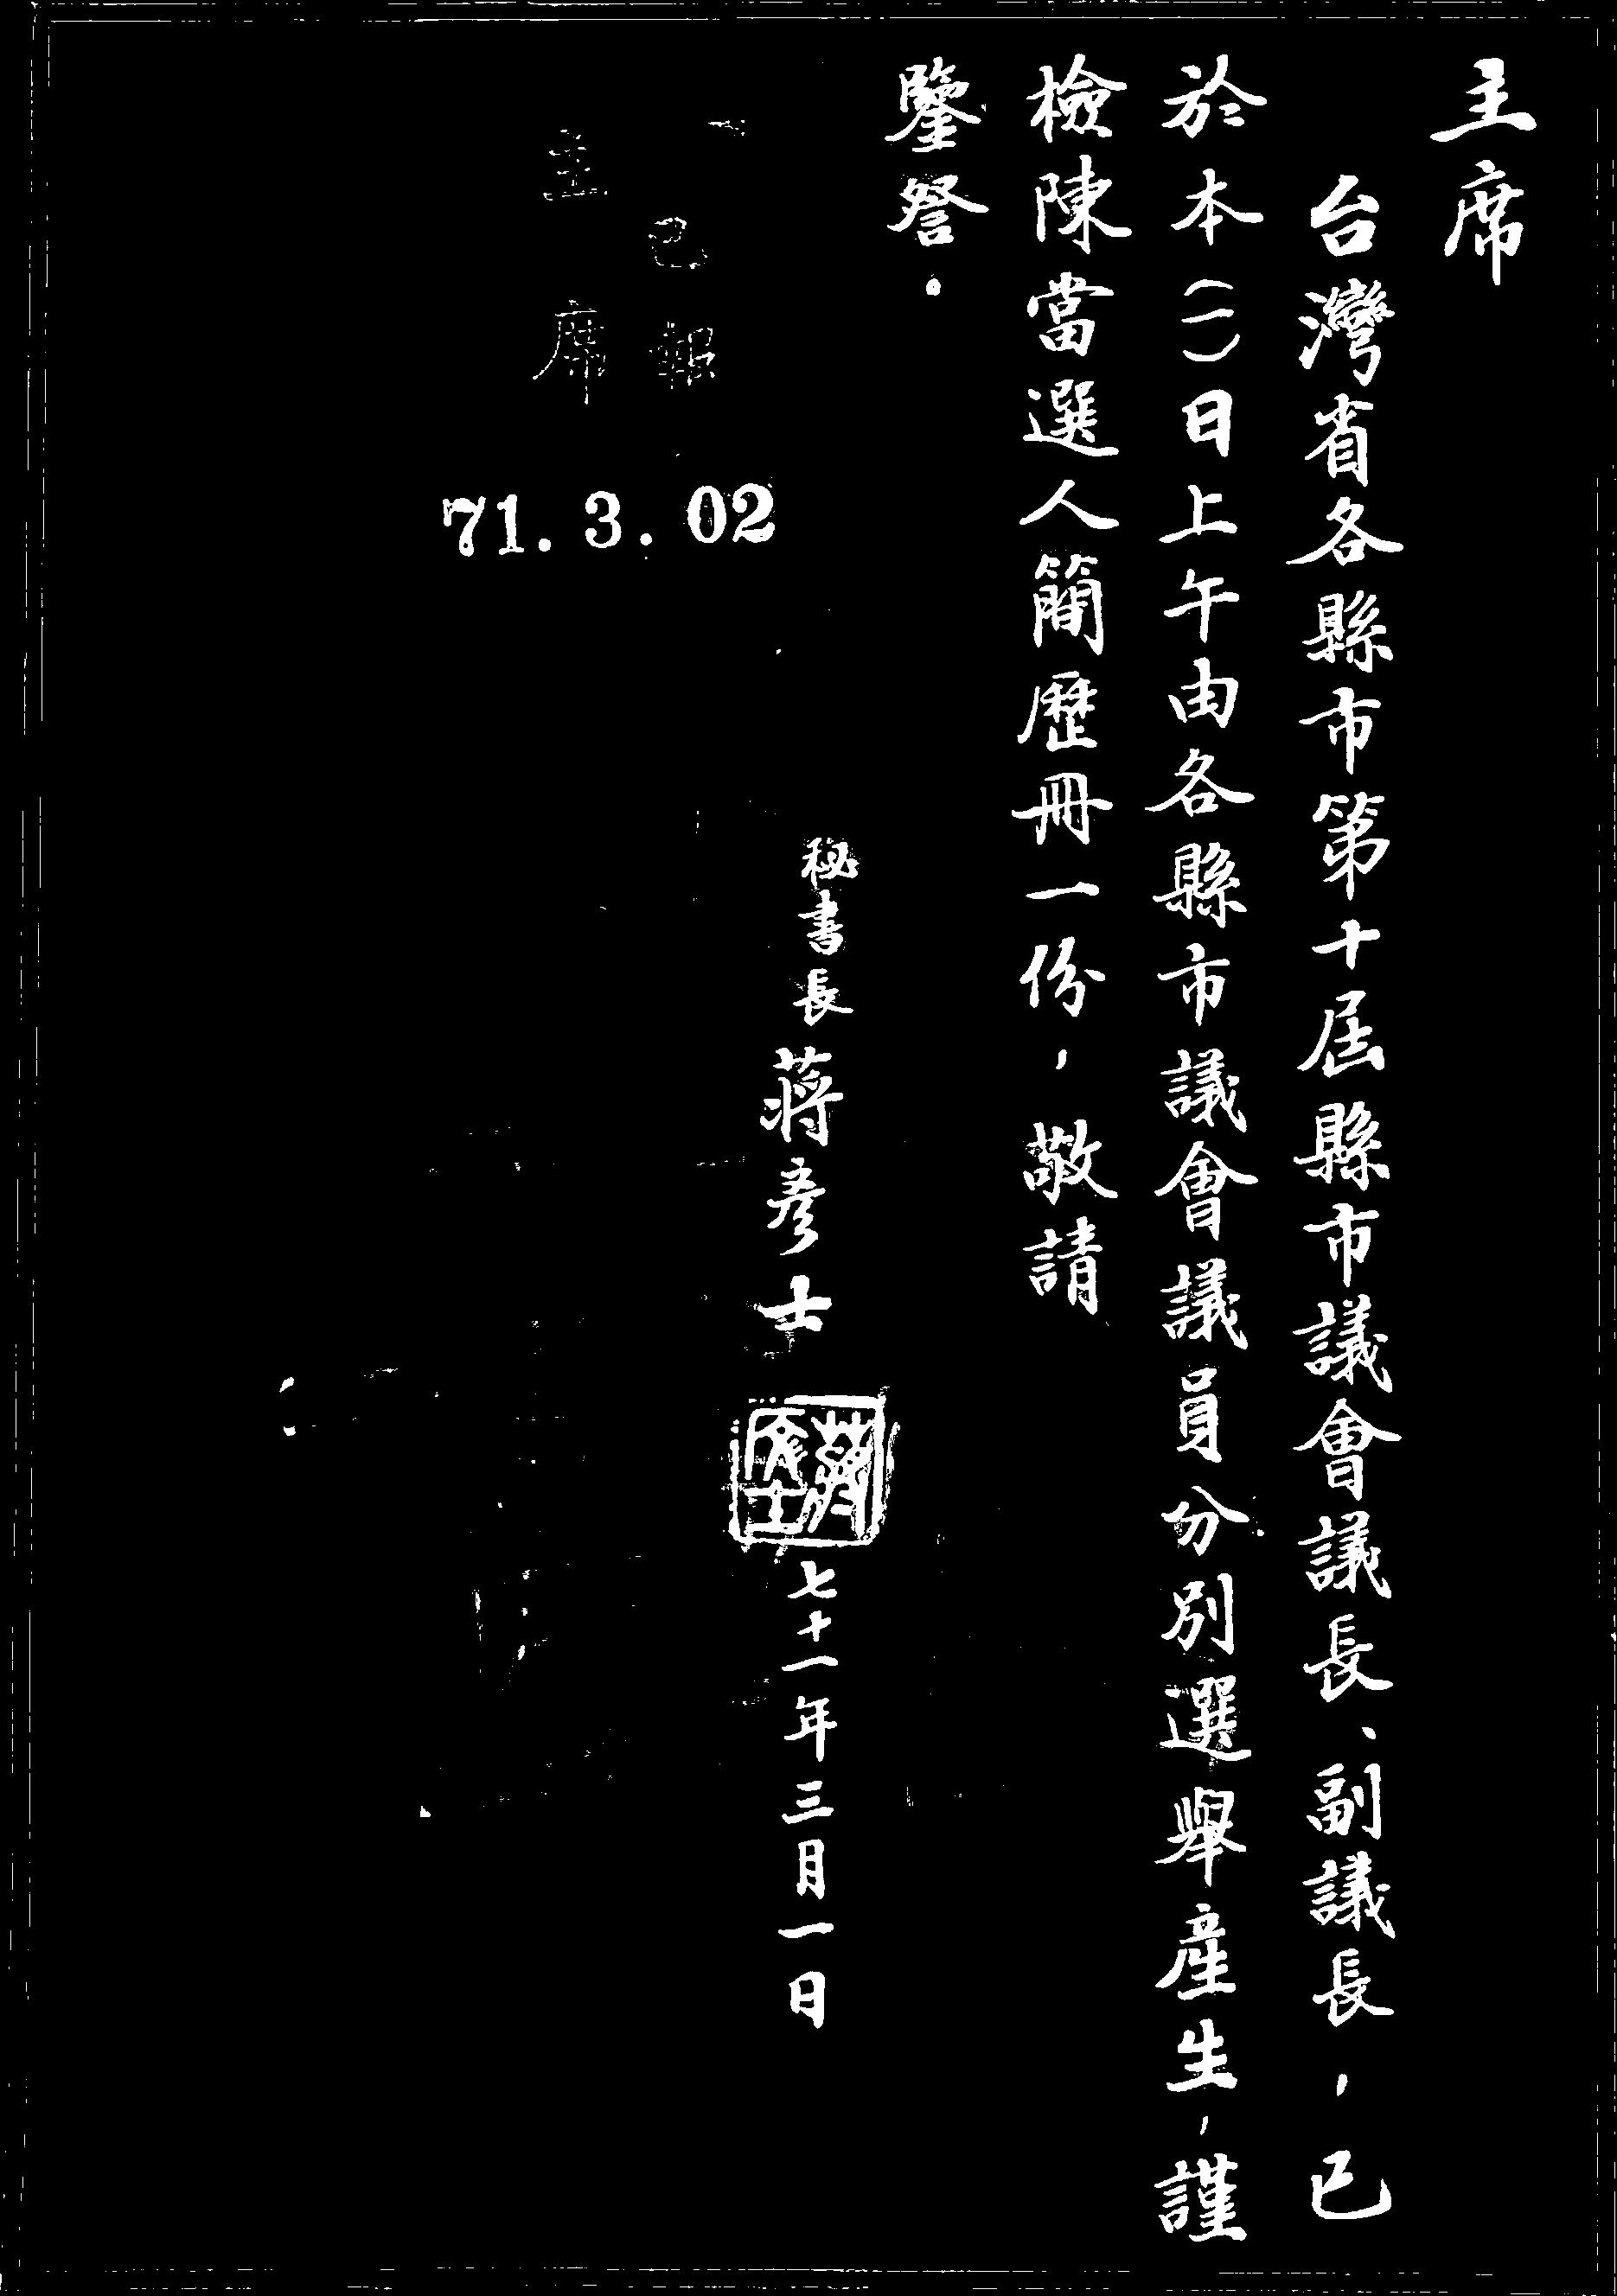 主席
台灣省各縣市第十屆縣市議會議長、副議長，已
於本(一)日上午由各縣市議會議員分別選舉產生，謹
檢陳當選人簡歷冊一份，敬請
鑒詧。
秘書長蔣彥士
蔣彥士
七十一年三月一日
已報
主席
71.3.02